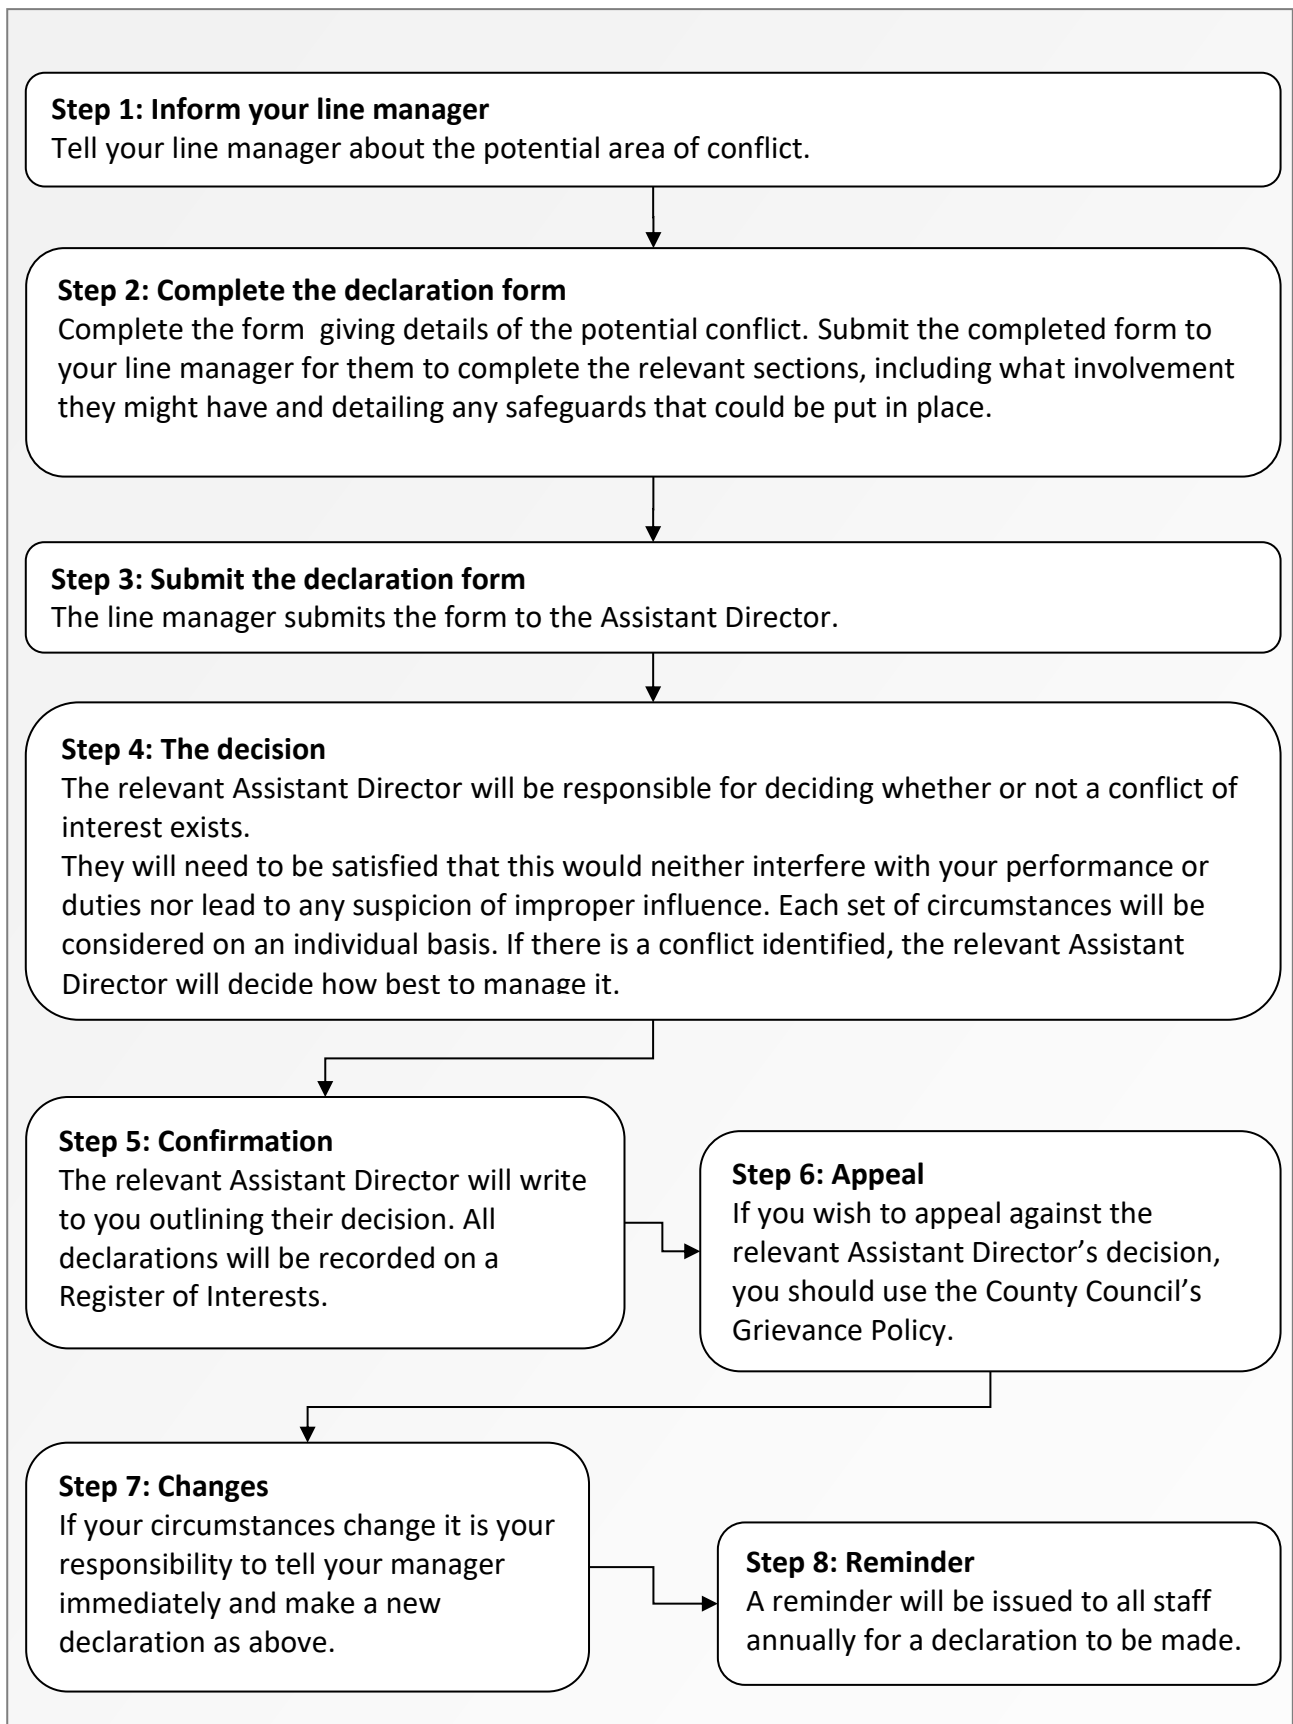 Step 1: Inform your line manager
Tell your line manager about the potential area of conflict.
Step 2: Complete the declaration form
Complete the form  giving details of the potential conflict. Submit the completed form to
your line manager for them to complete the relevant sections, including what involvement
they might have and detailing any safeguards that could be put in place.
Step 3: Submit the declaration form
The line manager submits the form to the Assistant Director.
Step 4: The decision
The relevant Assistant Director will be responsible for deciding whether or not a conflict of
interest exists.
They will need to be satisfied that this would neither interfere with your performance or
duties nor lead to any suspicion of improper influence. Each set of circumstances will be
considered on an individual basis. If there is a conflict identified, the relevant Assistant
Director will decide how best to manage it.
Step 5: Confirmation
The relevant Assistant Director will write
to you outlining their decision. All
declarations will be recorded on a
Register of Interests.
Step 6: Appeal
If you wish to appeal against the
relevant Assistant Director’s decision,
you should use the County Council’s
Grievance Policy.
Step 7: Changes
If your circumstances change it is your
responsibility to tell your manager
immediately and make a new
declaration as above.
Step 8: Reminder
A reminder will be issued to all staff
annually for a declaration to be made.